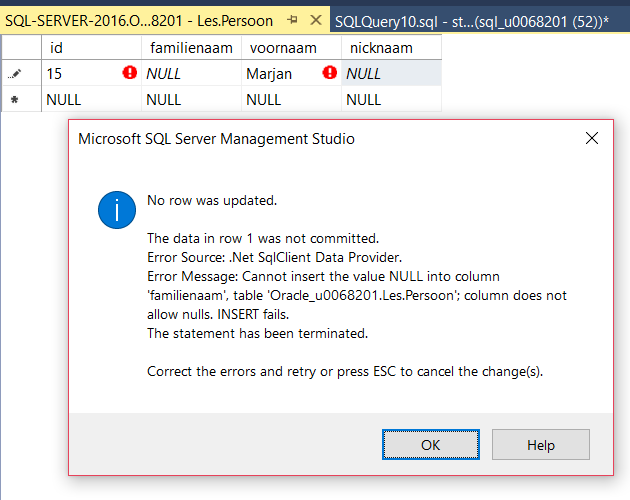 SQL-SERVER-2016.O...8201 - Les.Persoon
SQLQuery10.sql - st...(sql_u0068201 (52))*
id familienaam voornaam nicknaam
15 NULL Marjan NULL
NULL NULL NULL NULL
Microsoft SQL Server Management Studio
No row was updated.
The data in row 1 was not committed.
Error Source: .Net SqlClient Data Provider.
Error Message: Cannot insert the value NULL into column
'familienaam', table 'Oracle_u0068201.Les.Persoon'; column does not
allow nulls. INSERT fails.
The statement has been terminated.
Correct the errors and retry or press ESC to cancel the change(s).
OK Help